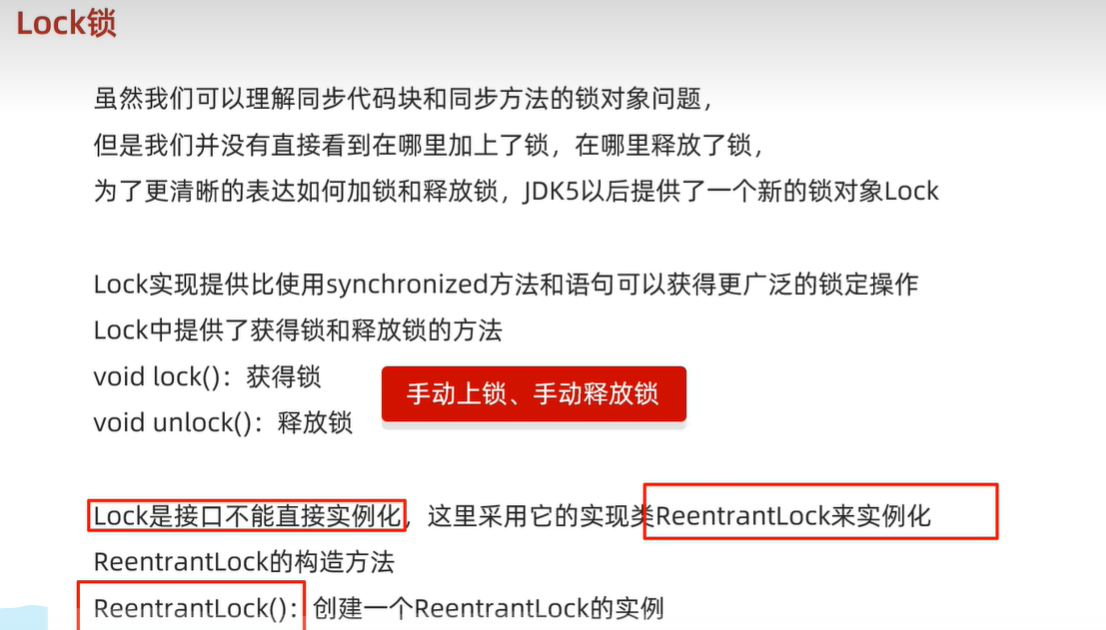 Lock锁
虽然我们可以理解同步代码块和同步方法的锁对象问题，
但是我们并没有直接看到在哪里加上了锁，在哪里释放了锁，
为了更清晰的表达如何加锁和释放锁，JDK5以后提供了一个新的锁对象Lock
Lock实现提供比使用synchronized方法和语句可以获得更广泛的锁定操作
Lock中提供了获得锁和释放锁的方法
void lock()：获得锁
void unlock()：释放锁
手动上锁、手动释放锁
Lock是接口不能直接实例化，这里采用它的实现类ReentrantLock来实例化
ReentrantLock的构造方法
ReentrantLock()：创建一个ReentrantLock的实例